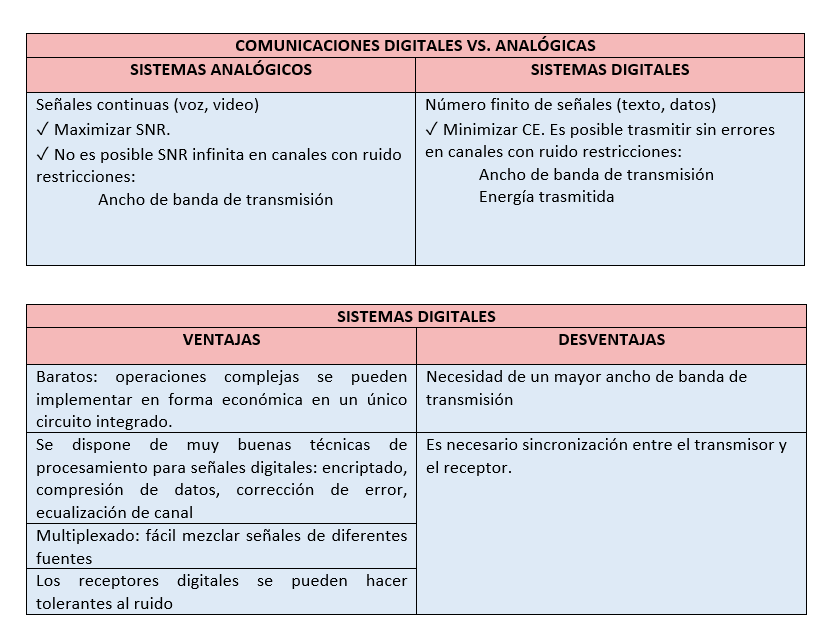 COMUNICACIONES DIGITALES VS. ANALÓGICAS
SISTEMAS ANALÓGICOS
SISTEMAS DIGITALES
Señales continuas (voz, video)
✓ Maximizar SNR.
✓ No es posible SNR infinita en canales con ruido
restricciones:
Ancho de banda de transmisión
Número finito de señales (texto, datos)
✓ Minimizar CE. Es posible trasmitir sin errores
en canales con ruido restricciones:
Ancho de banda de transmisión
Energía trasmitida
SISTEMAS DIGITALES
VENTAJAS
DESVENTAJAS
Baratos: operaciones complejas se pueden
implementar en forma económica en un único
circuito integrado.
Necesidad de un mayor ancho de banda de
transmisión
Se dispone de muy buenas técnicas de
procesamiento para señales digitales: encriptado,
compresión de datos, corrección de error,
ecualización de canal
Es necesario sincronización entre el transmisor y
el receptor.
Multiplexado: fácil mezclar señales de diferentes
fuentes
Los receptores digitales se pueden hacer
tolerantes al ruido